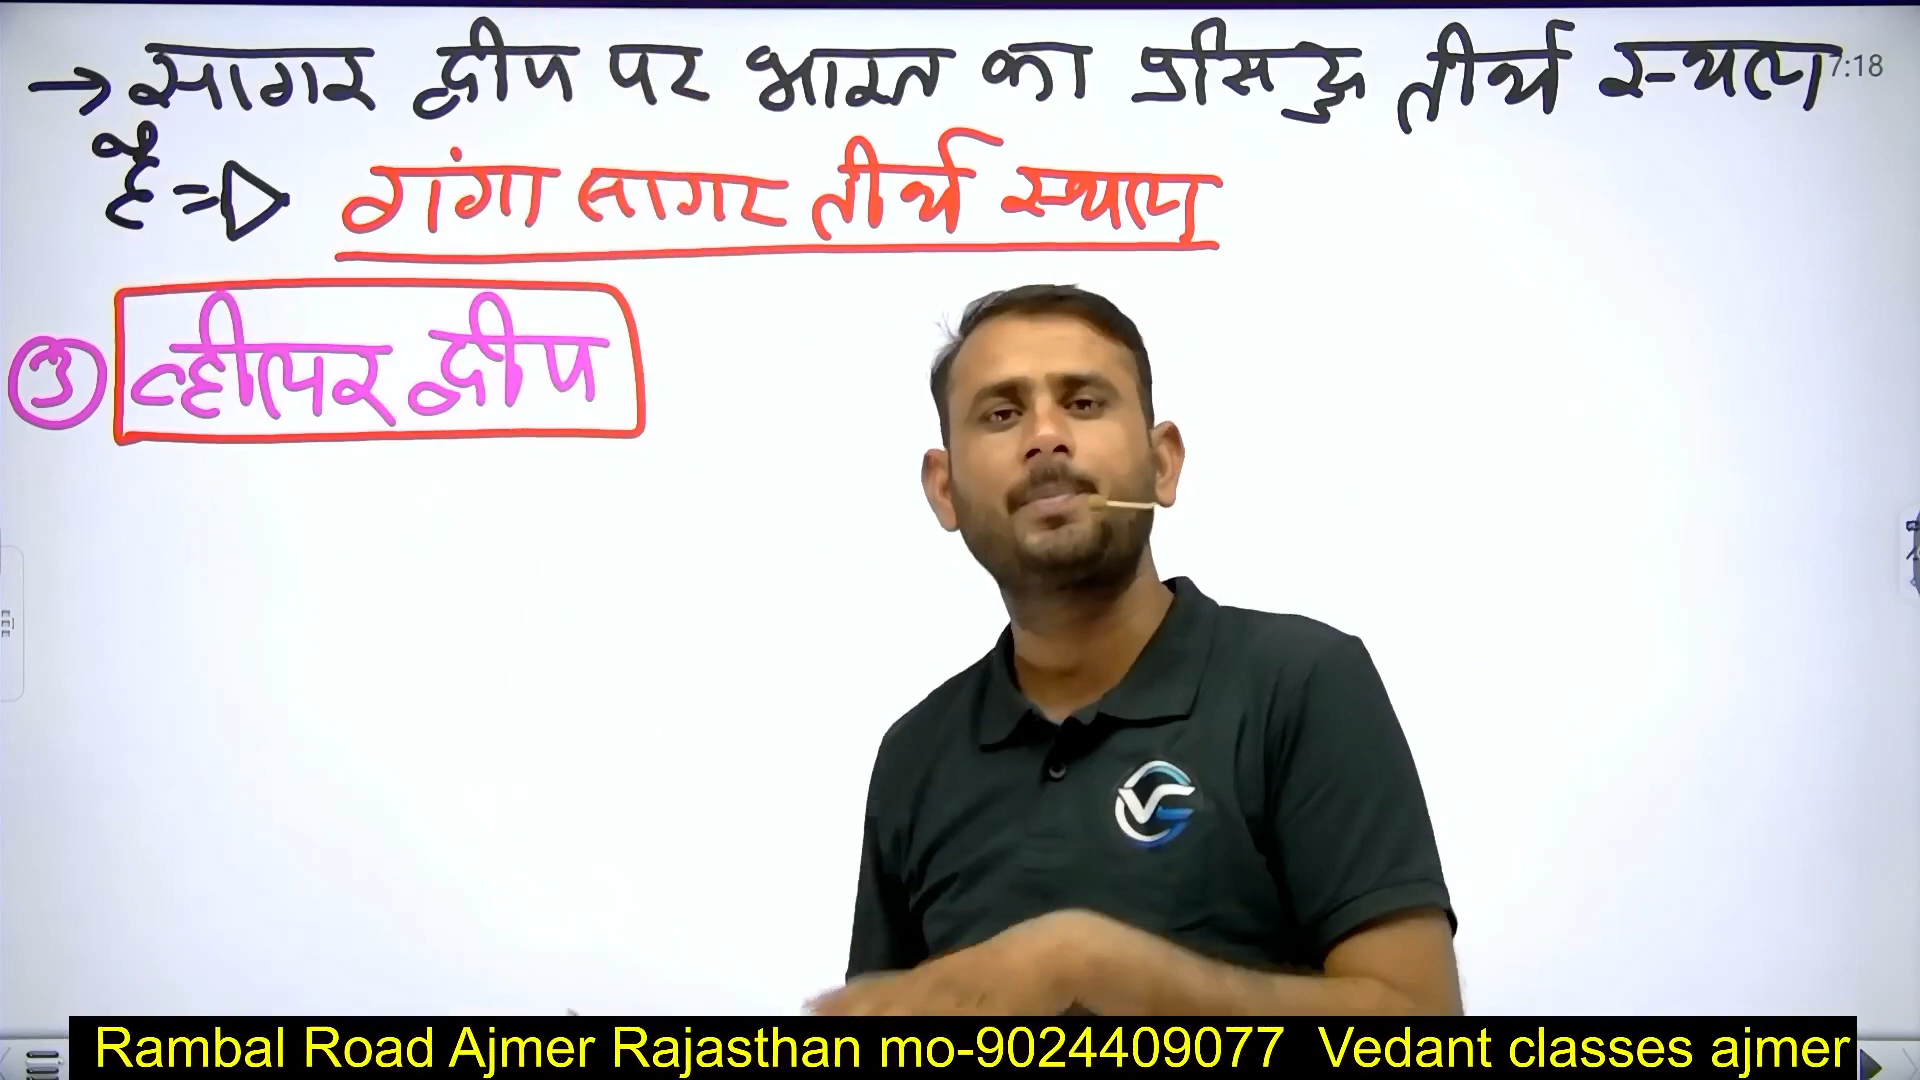 → सागर द्वीप पर भारत का प्रसिद्ध तीर्थ स्थल
7:18
है ⇒ गंगा सागर तीर्थ स्थल
③ व्हीलर द्वीप
Rambal Road Ajmer Rajasthan mo-9024409077 Vedant classes ajmer